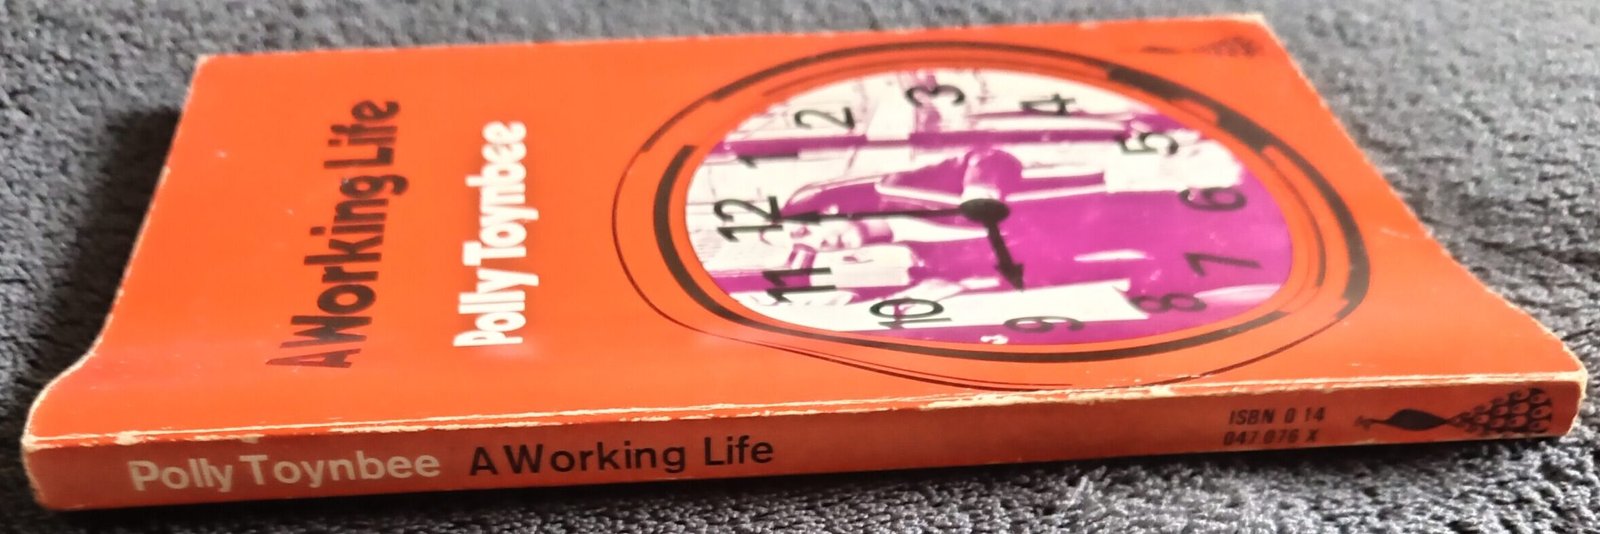 A Working Life
Polly Toynbee
12
1
2
3
4
5
6
7
8
9
10
11
Polly Toynbee A Working Life
ISBN 0 14
047.076 X